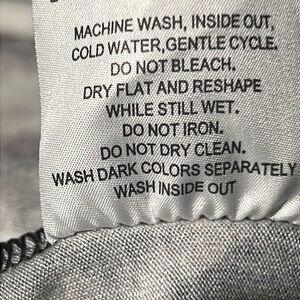 MACHINE WASH, INSIDE OUT,
COLD WATER,GENTLE CYCLE.
DO NOT BLEACH.
DRY FLAT AND RESHAPE
WHILE STILL WET.
DO NOT IRON.
DO NOT DRY CLEAN.
WASH DARK COLORS SEPARATELY
WASH INSIDE OUT